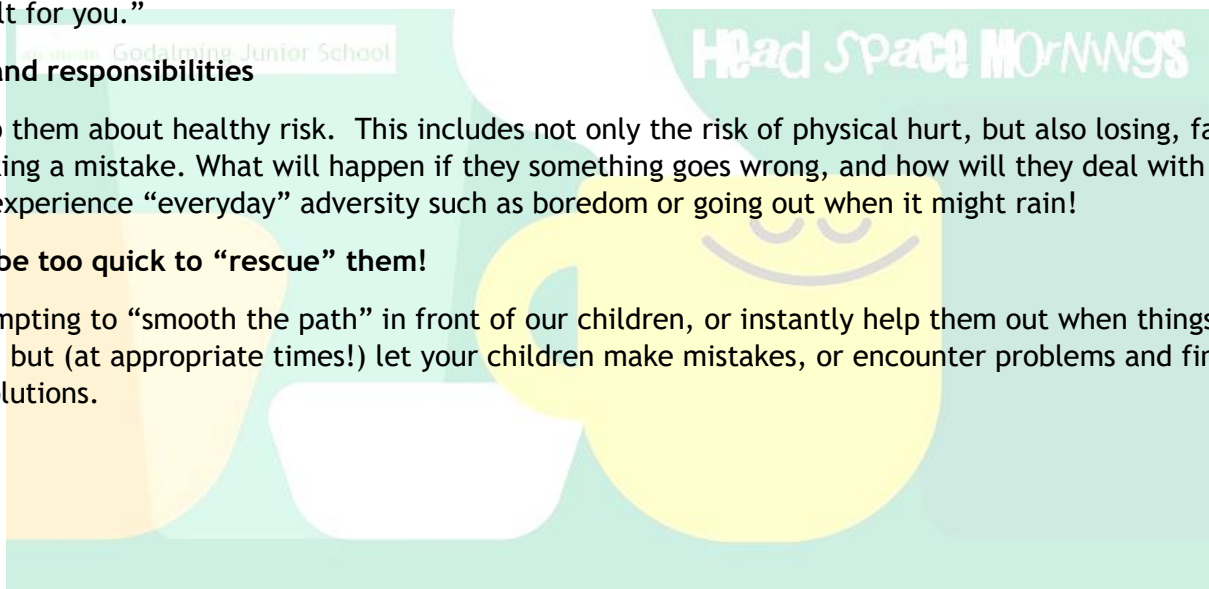 lt for you.”
Godalming Junior School
Head Space Mornings
and responsibilities
them about healthy risk. This includes not only the risk of physical hurt, but also losing, fa
ing a mistake. What will happen if they something goes wrong, and how will they deal with
experience “everyday” adversity such as boredom or going out when it might rain!
be too quick to “rescue” them!
mpting to “smooth the path” in front of our children, or instantly help them out when things
but (at appropriate times!) let your children make mistakes, or encounter problems and fin
lutions.